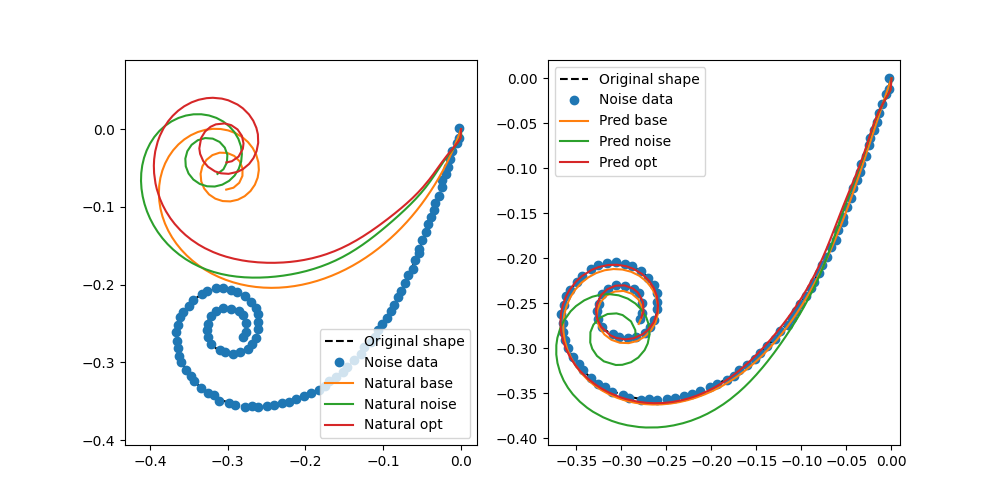 0.0
−0.1
−0.2
−0.3
−0.4
−0.4
−0.3
−0.2
−0.1
0.0
Original shape
Noise data
Natural base
Natural noise
Natural opt
0.00
−0.05
−0.10
−0.15
−0.20
−0.25
−0.30
−0.35
−0.40
−0.35
−0.30
−0.25
−0.20
−0.15
−0.10
−0.05
0.00
Original shape
Noise data
Pred base
Pred noise
Pred opt